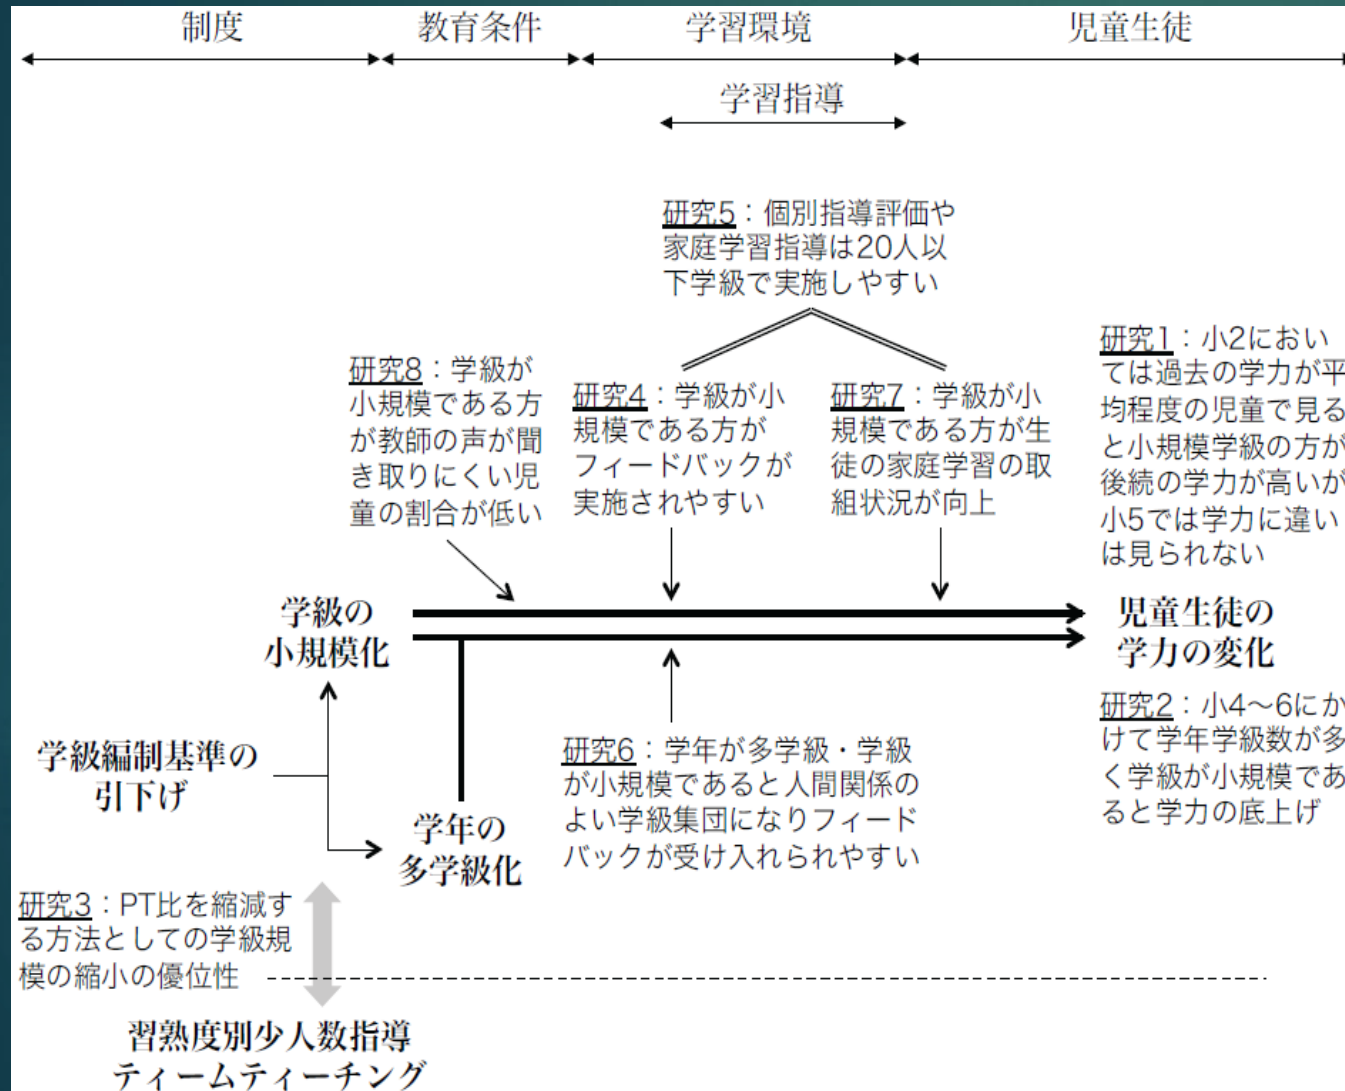 制度
教育条件
学習環境
児童生徒
学習指導
研究5：個別指導評価や
家庭学習指導は20人以
下学級で実施しやすい
研究8：学級が
小規模である方
が教師の声が聞
き取りにくい児
童の割合が低い
研究4：学級が小
規模である方が
フィードバックが
実施されやすい
研究7：学級が小
規模である方が生
徒の家庭学習の取
組状況が向上
研究1：小2におい
ては過去の学力が平
均程度の児童で見る
と小規模学級の方が
後続の学力が高いが
小5では学力に違い
は見られない
学級の
小規模化
児童生徒の
学力の変化
学級編制基準の
引下げ
学年の
多学級化
研究6：学年が多学級・学級
が小規模であると人間関係の
よい学級集団になりフィード
バックが受け入れられやすい
研究2：小4～6にか
けて学年学級数が多
く学級が小規模であ
ると学力の底上げ
研究3：PT比を縮減す
る方法としての学級規
模の縮小の優位性
習熟度別少人数指導
ティームティーチング